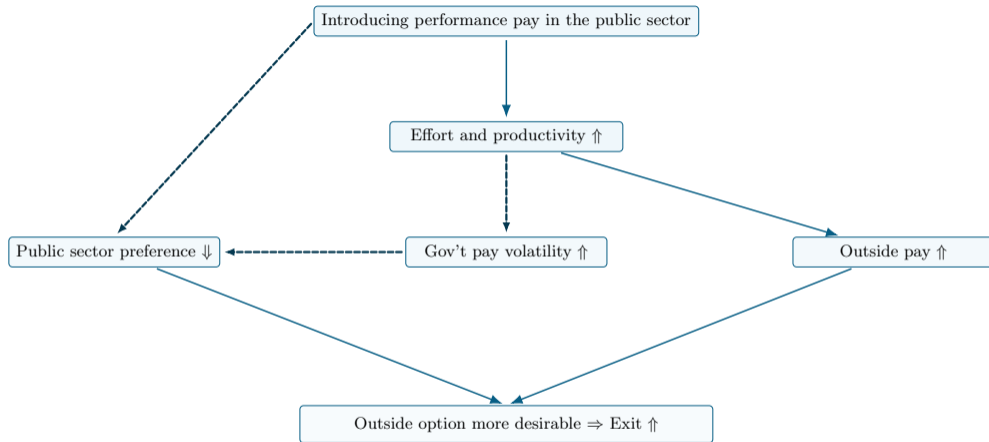 Introducing performance pay in the public sector
Effort and productivity ⇑
Public sector preference ⇓
Gov't pay volatility ⇑
Outside pay ⇑
Outside option more desirable ⇒ Exit ⇑